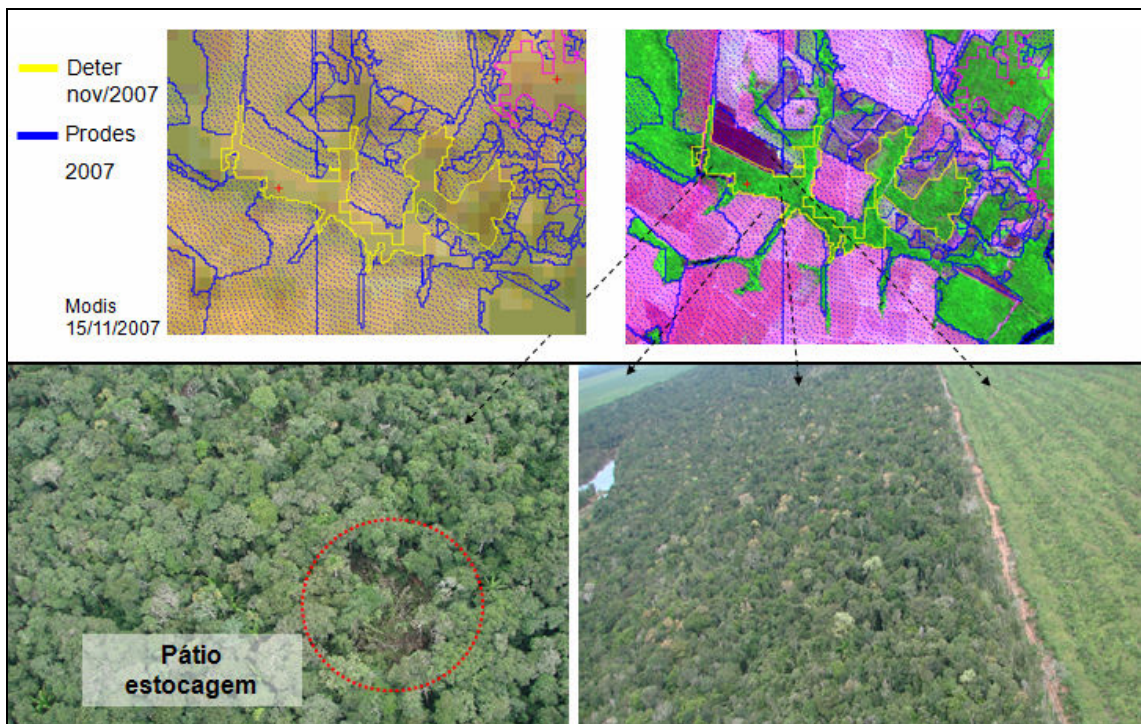 Deter
nov/2007
Prodes
2007
Modis
15/11/2007
Pátio
estocagem